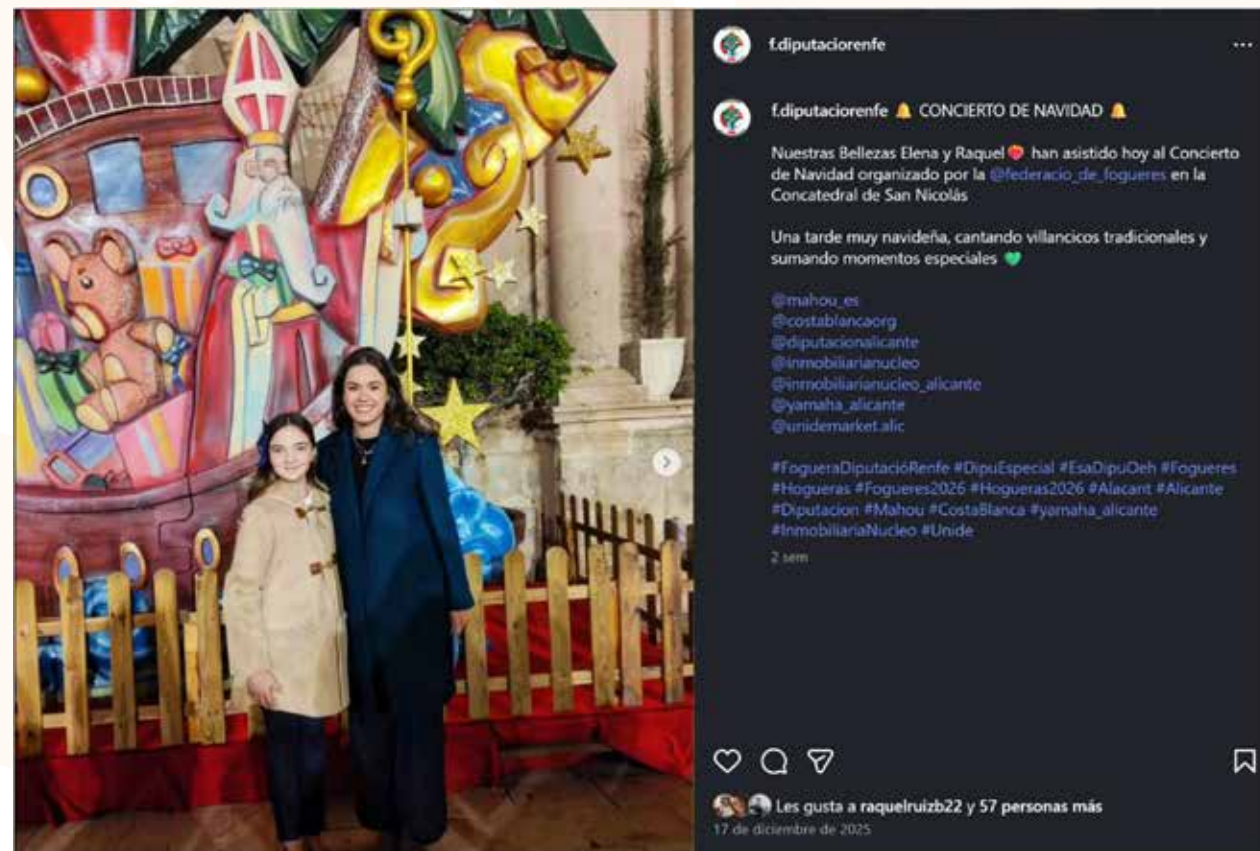 f.diputaciorenfe
f.diputaciorenfe 🔔 CONCIERTO DE NAVIDAD 🔔
Nuestras Bellezas Elena y Raquel❤️‍🔥 han asistido hoy al Concierto
de Navidad organizado por la @federacio_de_fogueres en la
Concatedral de San Nicolás
Una tarde muy navideña, cantando villancicos tradicionales y
sumando momentos especiales 💚
@mahou_es
@costablancaorg
@diputacionalicante
@inmobiliarianucleo
@inmobiliarianucleo_alicante
@yamaha_alicante
@unidemarket.alic
#FogueraDiputacióRenfe #DipuEspecial #EsaDipuOeh #Fogueres
#Hogueras #Fogueres2026 #Hogueras2026 #Alacant #Alicante
#Diputacion #Mahou #CostaBlanca #yamaha_alicante
#InmobiliariaNucleo #Unide
2 sem
Les gusta a raquelruizb22 y 57 personas más
17 de diciembre de 2025